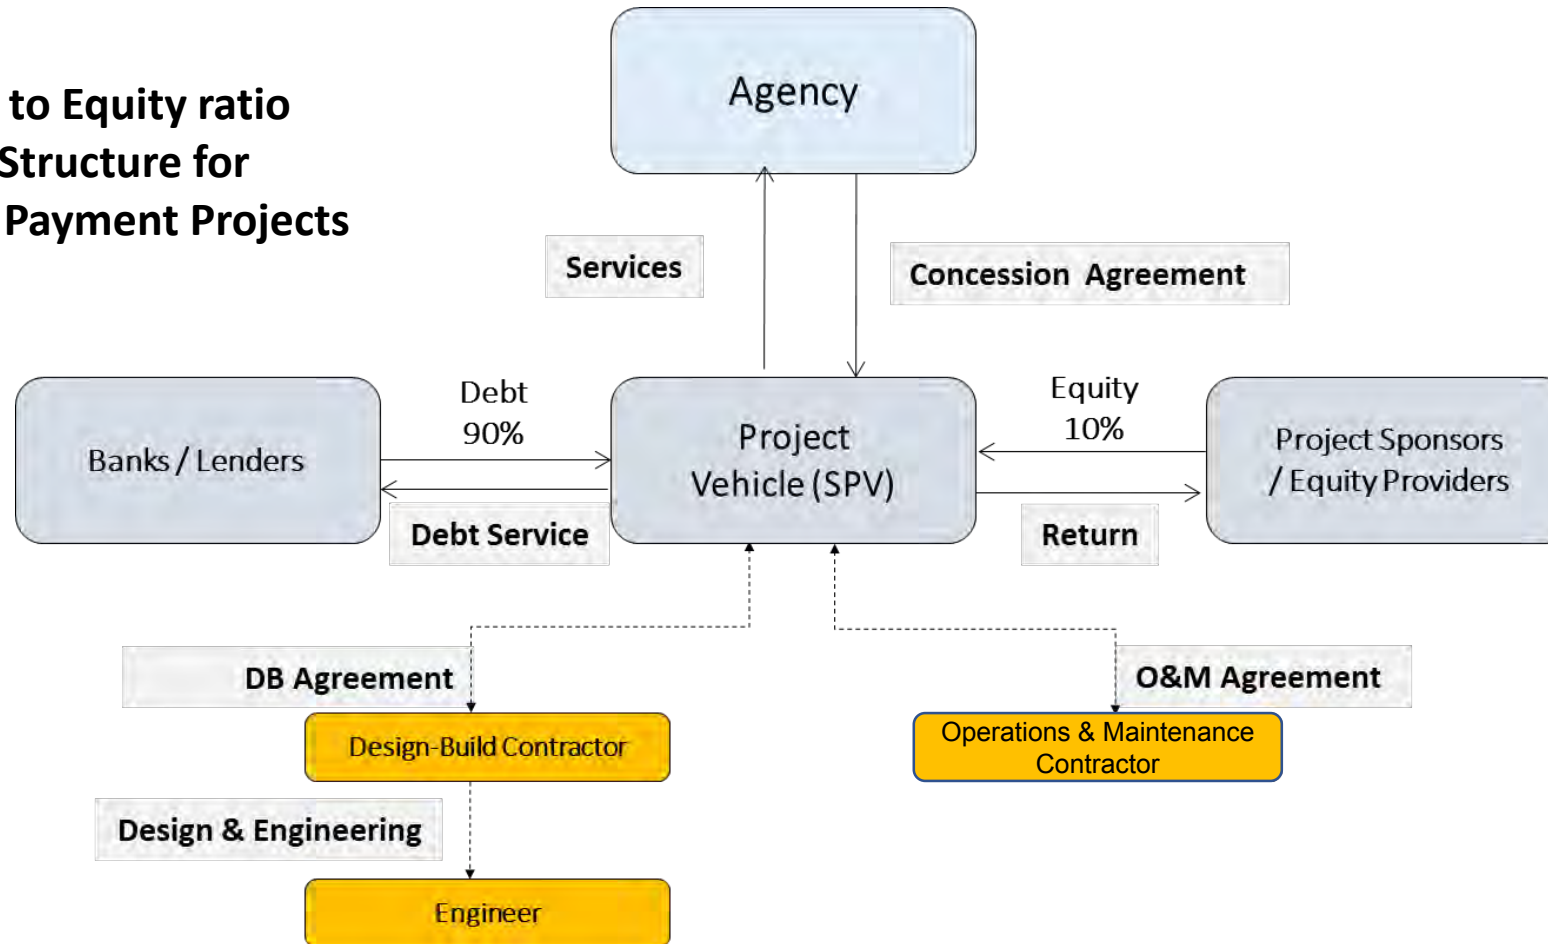 to Equity ratio
Structure for
Payment Projects
Agency
Services
Concession Agreement
Debt
90%
Equity
10%
Banks / Lenders
Project
Vehicle (SPV)
Project Sponsors
/ Equity Providers
Debt Service
Return
DB Agreement
O&M Agreement
Design-Build Contractor
Operations & Maintenance
Contractor
Design & Engineering
Engineer